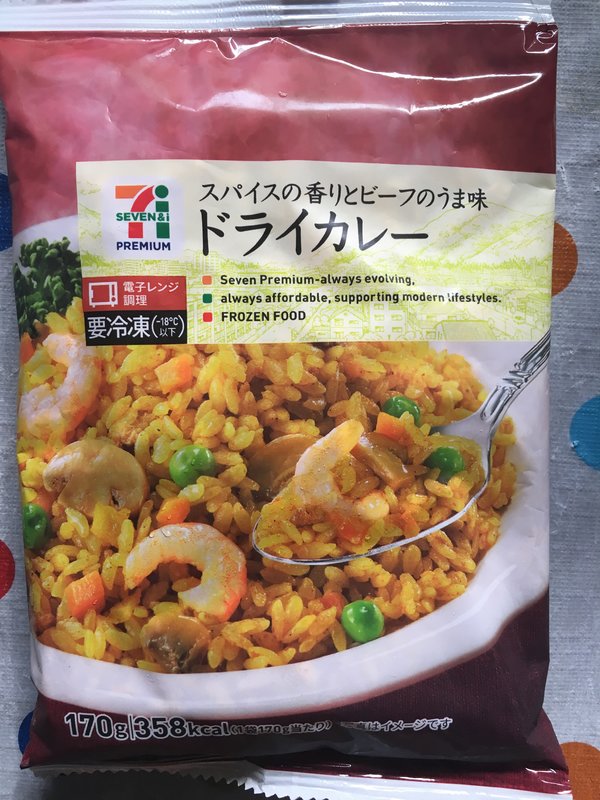 スパイスの香りとビーフのうま味
ドライカレー
SEVEN&i
PREMIUM
Seven Premium-always evolving,
always affordable, supporting modern lifestyles.
FROZEN FOOD
電子レンジ
調理
要冷凍(-18℃以下)
170g/358kcal(1袋170g当たり)
はイメージです